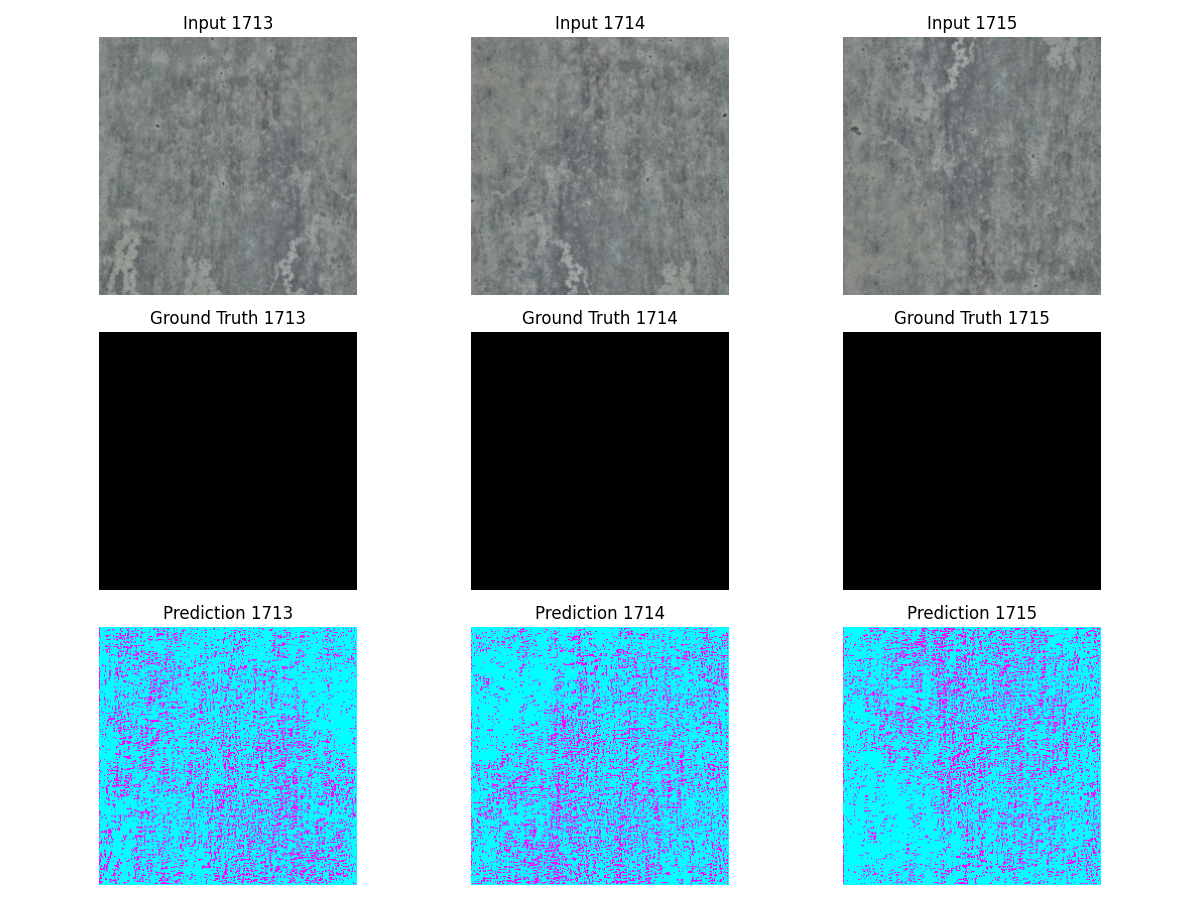 Input 1713
Input 1714
Input 1715
Ground Truth 1713
Ground Truth 1714
Ground Truth 1715
Prediction 1713
Prediction 1714
Prediction 1715